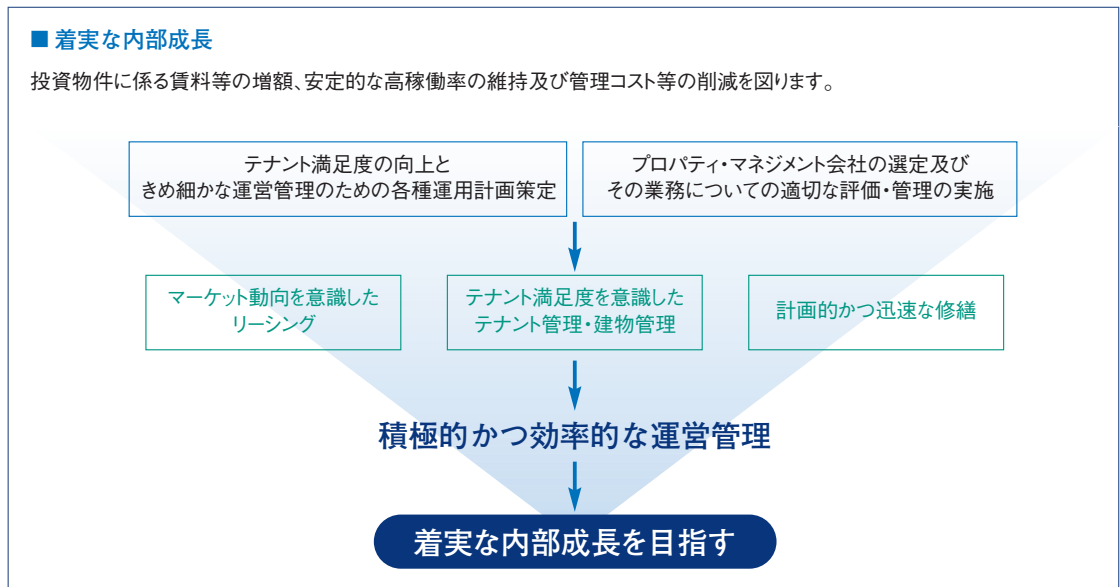 ■ 着実な内部成長
投資物件に係る賃料等の増額、安定的な高稼働率の維持及び管理コスト等の削減を図ります。
テナント満足度の向上と
きめ細かな運営管理のための各種運用計画策定
プロパティ・マネジメント会社の選定及び
その業務についての適切な評価・管理の実施
マーケット動向を意識した
リーシング
テナント満足度を意識した
テナント管理・建物管理
計画的かつ迅速な修繕
積極的かつ効率的な運営管理
着実な内部成長を目指す